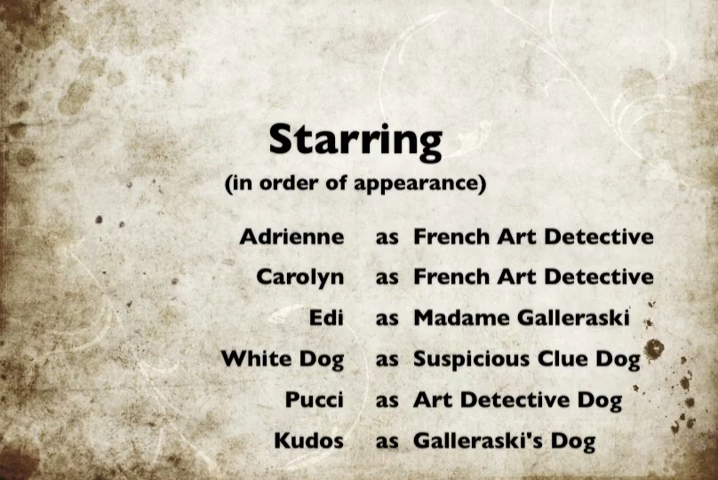 Starring
(in order of appearance)
Adrienne as French Art Detective
Carolyn as French Art Detective
Edi as Madame Galleraski
White Dog as Suspicious Clue Dog
Pucci as Art Detective Dog
Kudos as Galleraski's Dog